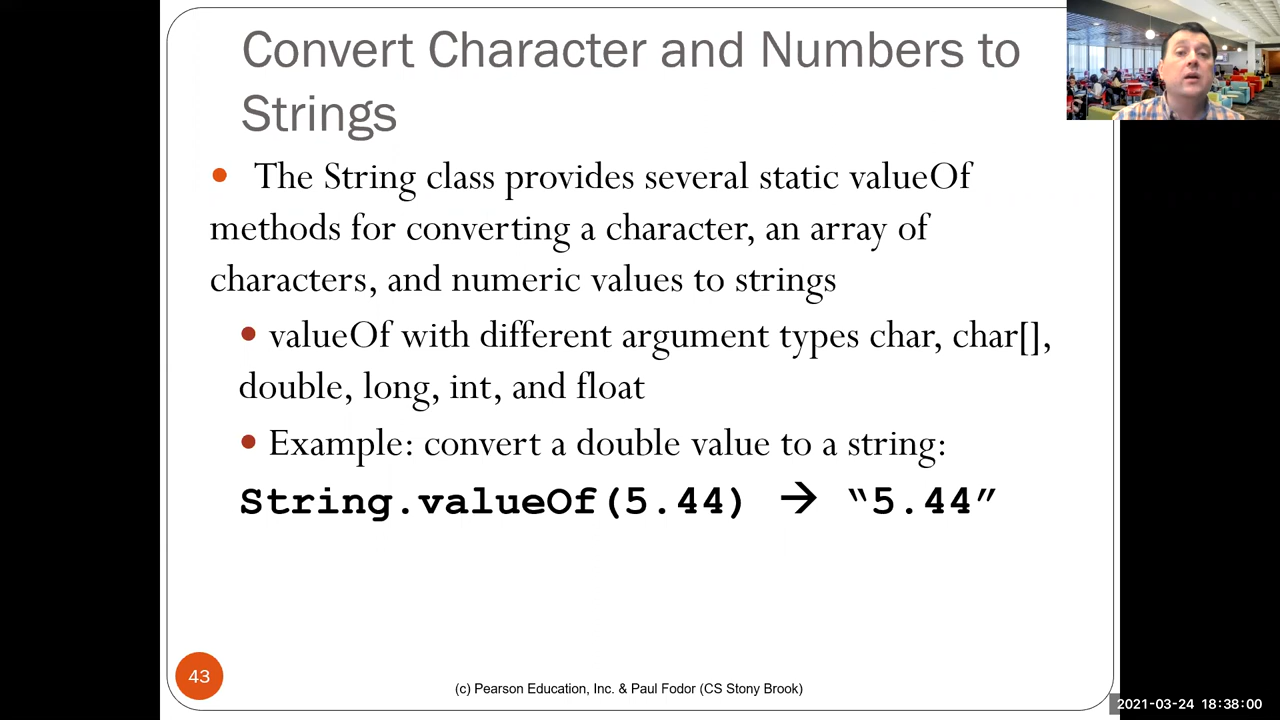 Convert Character and Numbers to
Strings
• The String class provides several static valueOf
methods for converting a character, an array of
characters, and numeric values to strings
• valueOf with different argument types char, char[],
double, long, int, and float
• Example: convert a double value to a string:
String.valueOf(5.44) → “5.44”
43
(c) Pearson Education, Inc. & Paul Fodor (CS Stony Brook)
2021-03-24 18:38:00